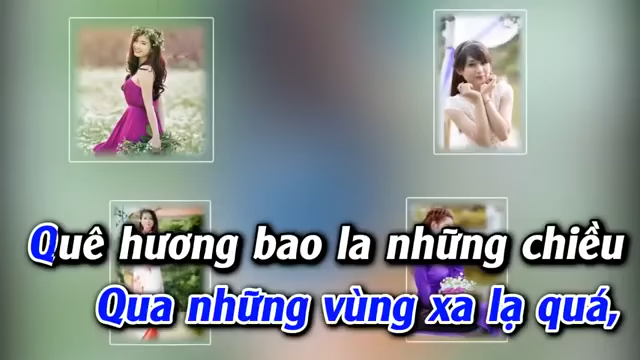 Quê hương bao la những chiều
Qua những vùng xa lạ quá,